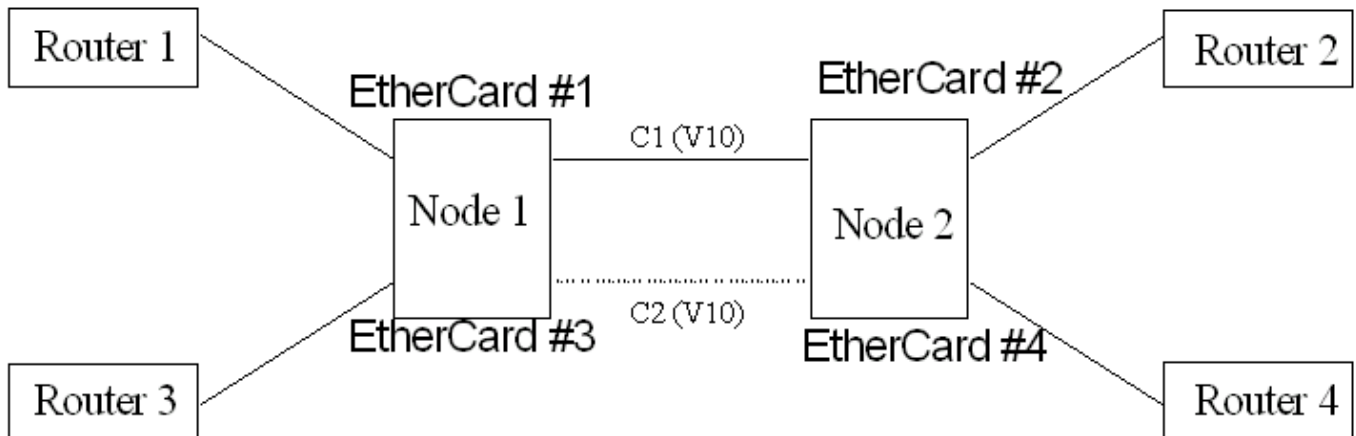 Router 1
Router 2
EtherCard #1
EtherCard #2
C1 (V10)
Node 1
Node 2
C2 (V10)
EtherCard #3
EtherCard #4
Router 3
Router 4